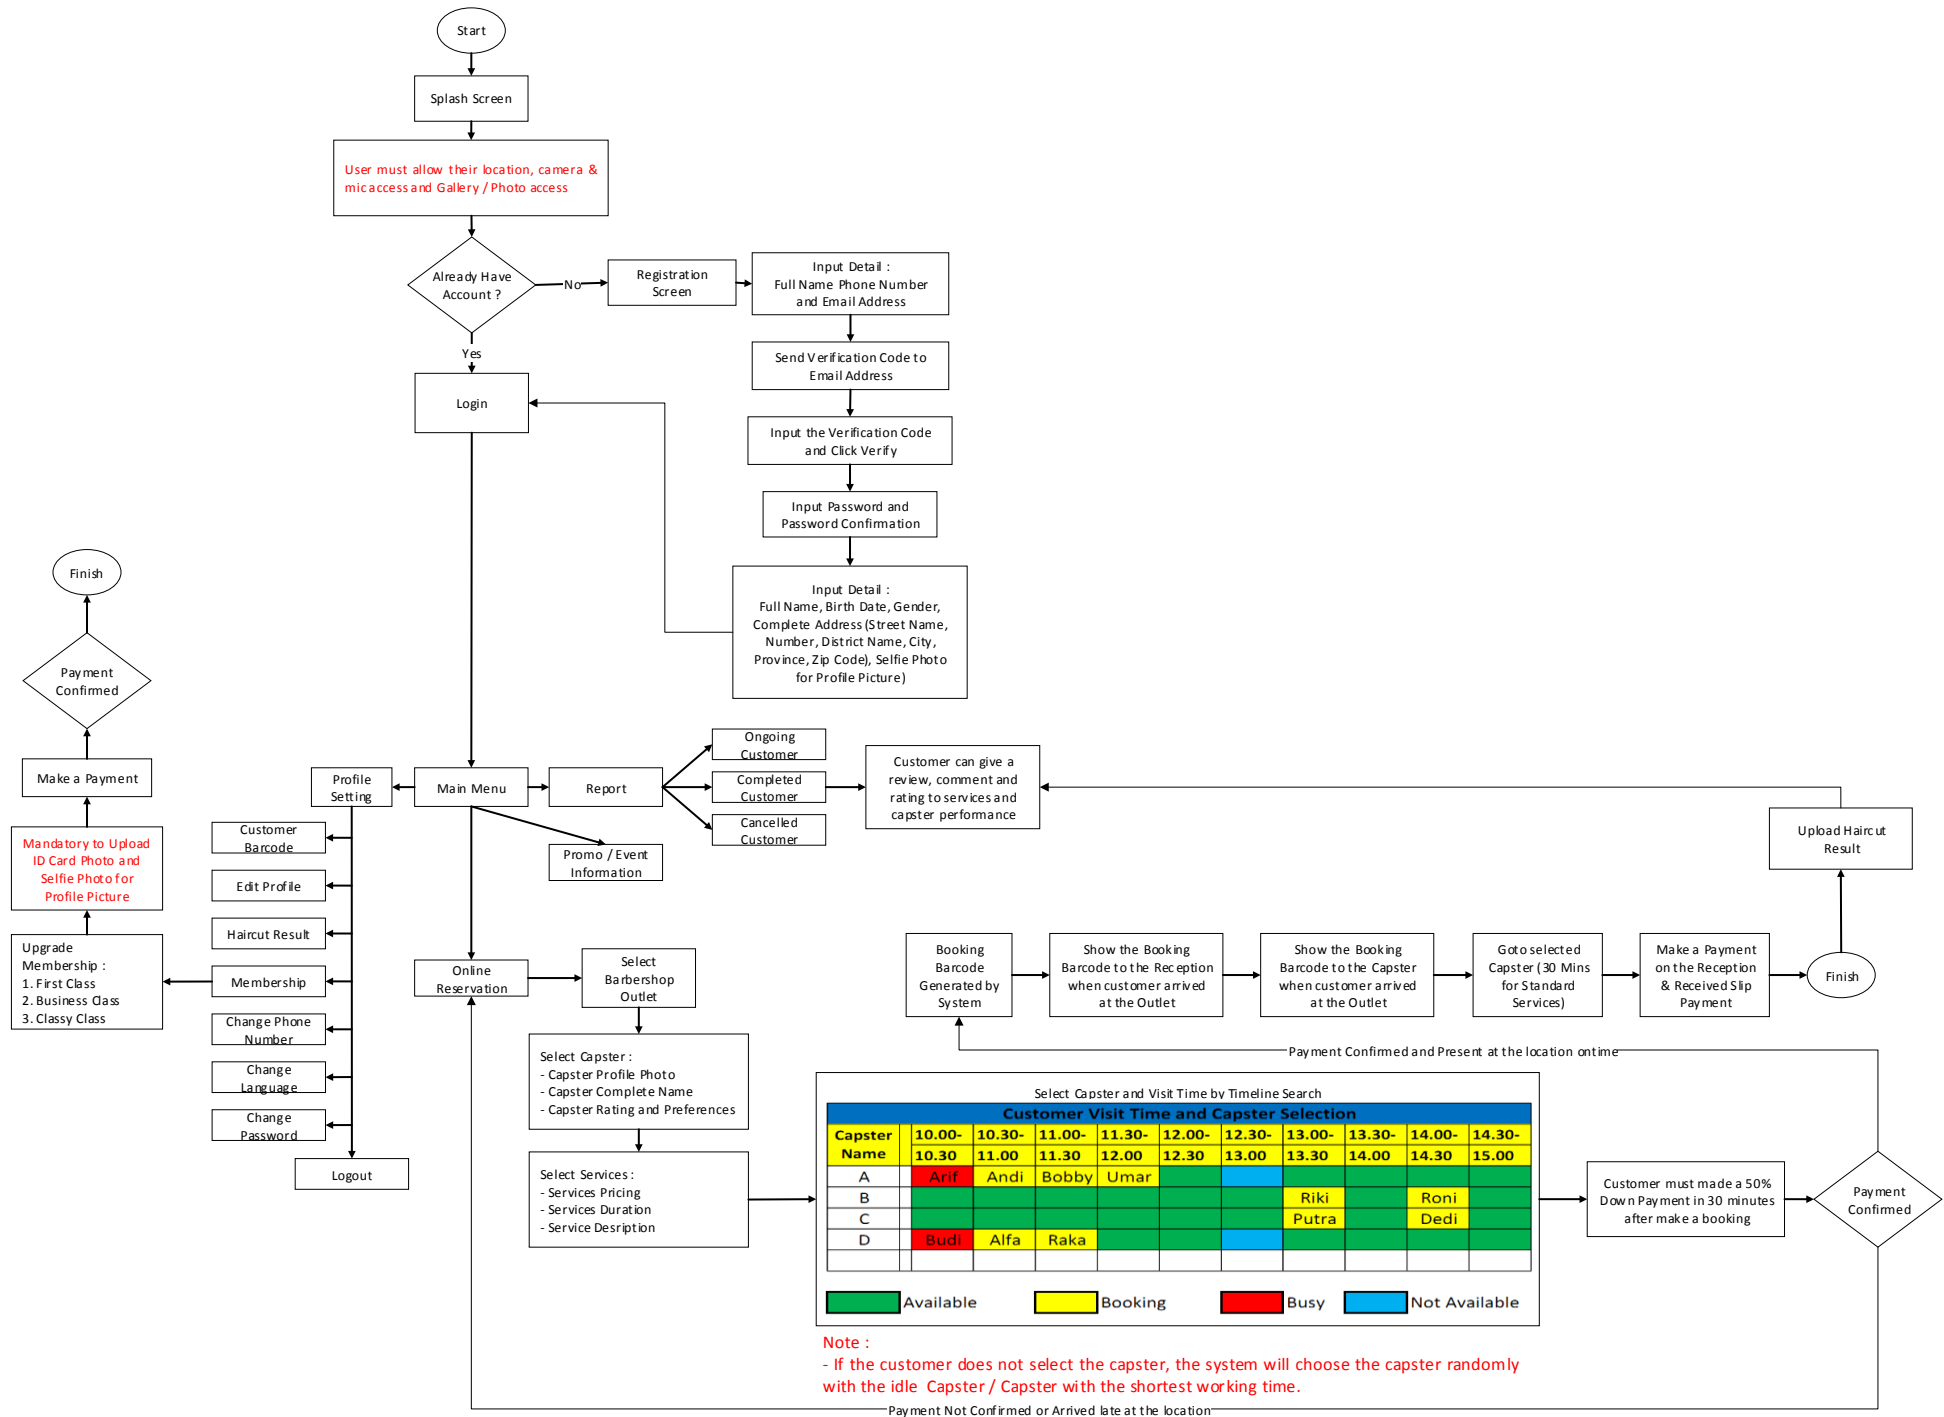 Start
Splash Screen
User must allow their location, camera &
mic access and Gallery / Photo access
Already Have
Account ?
No
Registration
Screen
Input Detail :
Full Name Phone Number
and Email Address
Yes
Send Verification Code to
Email Address
Login
Input the Verification Code
and Click Verify
Input Password and
Password Confirmation
Input Detail :
Full Name, Birth Date, Gender,
Complete Address (Street Name,
Number, District Name, City,
Province, Zip Code), Selfie Photo
for Profile Picture)
Finish
Payment
Confirmed
Make a Payment
Mandatory to Upload
ID Card Photo and
Selfie Photo for
Profile Picture
Upgrade
Membership :
1. First Class
2. Business Class
3. Classy Class
Profile
Setting
Customer
Barcode
Edit Profile
Haircut Result
Membership
Change Phone
Number
Change
Language
Change
Password
Logout
Main Menu
Report
Ongoing
Customer
Completed
Customer
Cancelled
Customer
Promo / Event
Information
Customer can give a
review, comment and
rating to services and
capster performance
Upload Haircut
Result
Online
Reservation
Select
Barbershop
Outlet
Select Capster :
- Capster Profile Photo
- Capster Complete Name
- Capster Rating and Preferences
Select Services :
- Services Pricing
- Services Duration
- Service Desription
Booking
Barcode
Generated by
System
Show the Booking
Barcode to the Reception
when customer arrived
at the Outlet
Show the Booking
Barcode to the Capster
when customer arrived
at the Outlet
Goto selected
Capster (30 Mins
for Standard
Services)
Make a Payment
on the Reception
& Received Slip
Payment
Finish
Payment Confirmed and Present at the location ontime
Select Capster and Visit Time by Timeline Search
Customer Visit Time and Capster Selection
Capster 10.00- 10.30- 11.00- 11.30- 12.00- 12.30- 13.00- 13.30- 14.00- 14.30-
Name 10.30 11.00 11.30 12.00 12.30 13.00 13.30 14.00 14.30 15.00
A Arif Andi Bobby Umar
B Riki Roni
C Putra Dedi
D Budi Alfa Raka
Available Booking Busy Not Available
Customer must made a 50%
Down Payment in 30 minutes
after make a booking
Payment
Confirmed
Note :
- If the customer does not select the capster, the system will choose the capster randomly
with the idle Capster / Capster with the shortest working time.
Payment Not Confirmed or Arrived late at the location